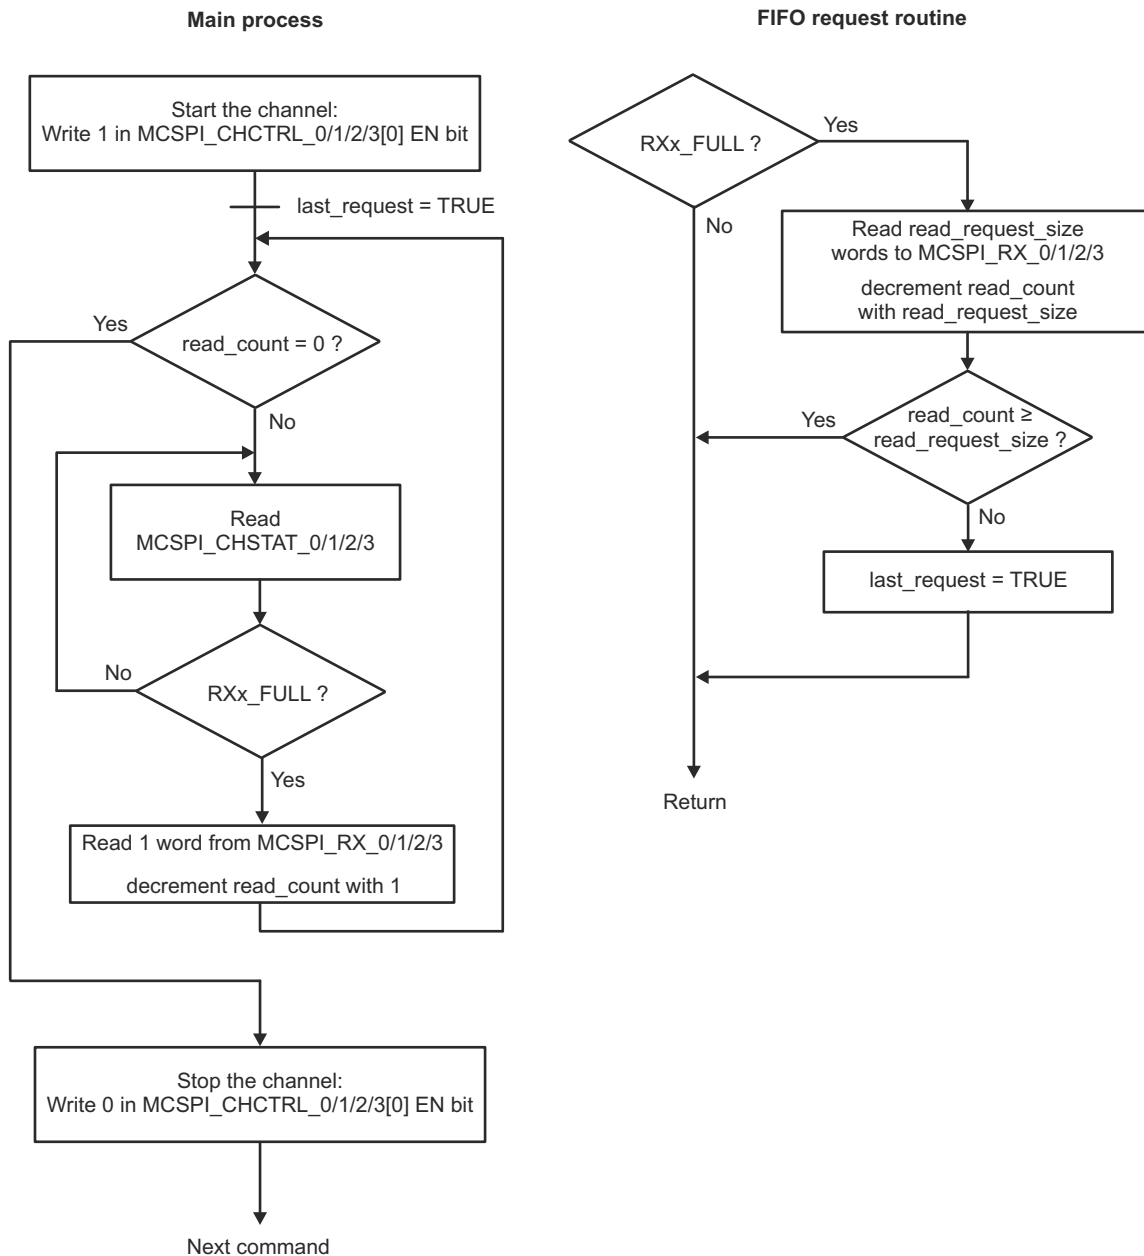 Main process
Start the channel:
Write 1 in MCSPI_CHCTRL_0/1/2/3[0] EN bit
last_request = TRUE
Yes
read_count = 0 ?
No
Read
MCSPI_CHSTAT_0/1/2/3
No
RXx_FULL ?
Yes
Read 1 word from MCSPI_RX_0/1/2/3
decrement read_count with 1
Stop the channel:
Write 0 in MCSPI_CHCTRL_0/1/2/3[0] EN bit
Next command
FIFO request routine
RXx_FULL ?
Yes
No
Read read_request_size
words to MCSPI_RX_0/1/2/3
decrement read_count
with read_request_size
Yes
read_count ≥
read_request_size ?
No
last_request = TRUE
Return